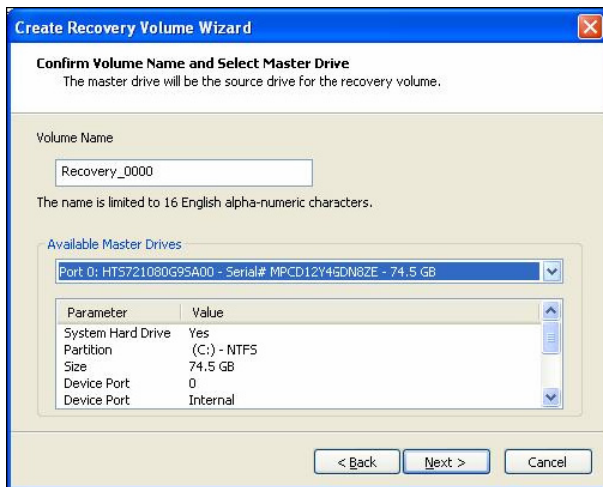 Create Recovery Volume Wizard
Confirm Volume Name and Select Master Drive
The master drive will be the source drive for the recovery volume.
Volume Name
Recovery_0000
The name is limited to 16 English alpha-numeric characters.
Available Master Drives
Port 0: HTS721080G9SA00 - Serial# MPCD12Y4GDN8ZE - 74.5 GB
Parameter Value
System Hard Drive Yes
Partition (C:) - NTFS
Size 74.5 GB
Device Port 0
Device Port Internal
< Back Next > Cancel